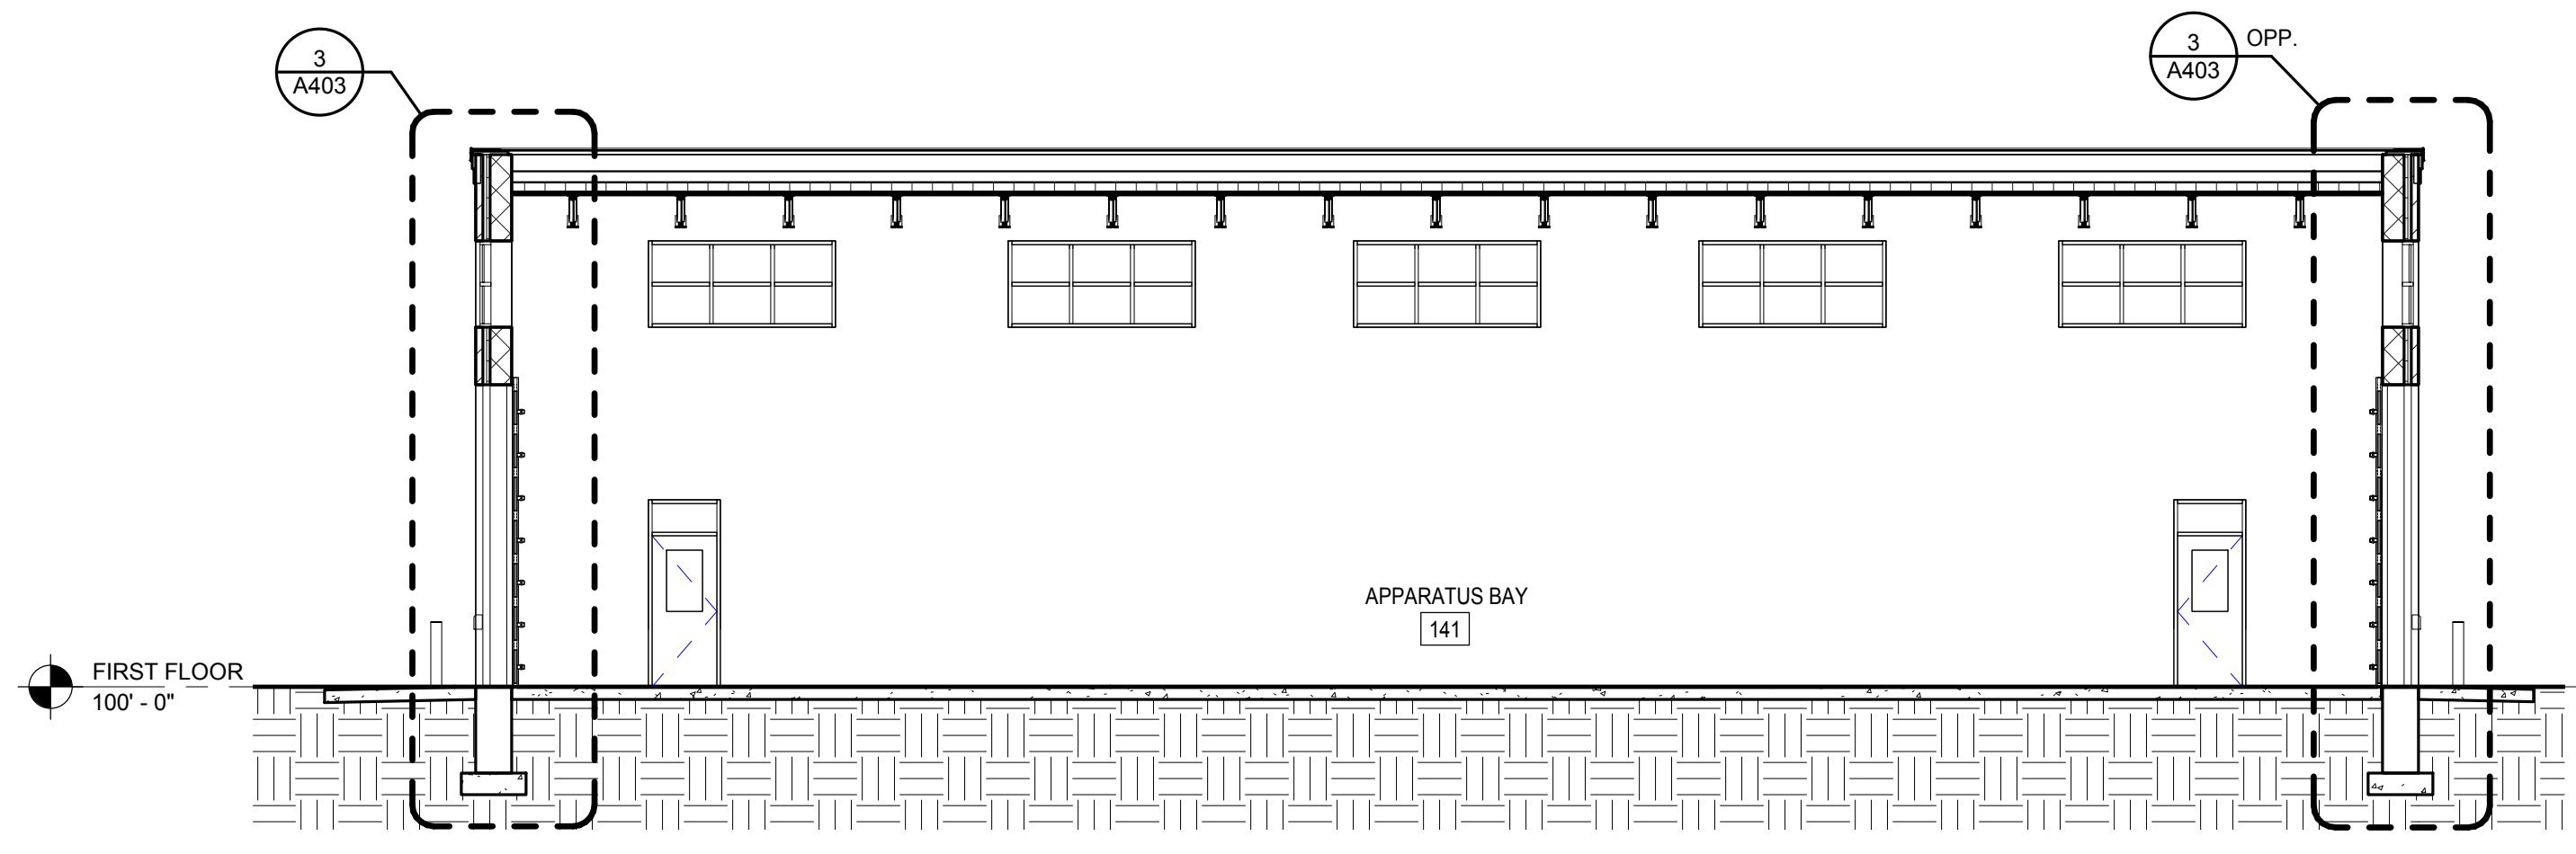 3
A403
3
A403
OPP.
APPARATUS BAY
141
FIRST FLOOR
100' - 0"